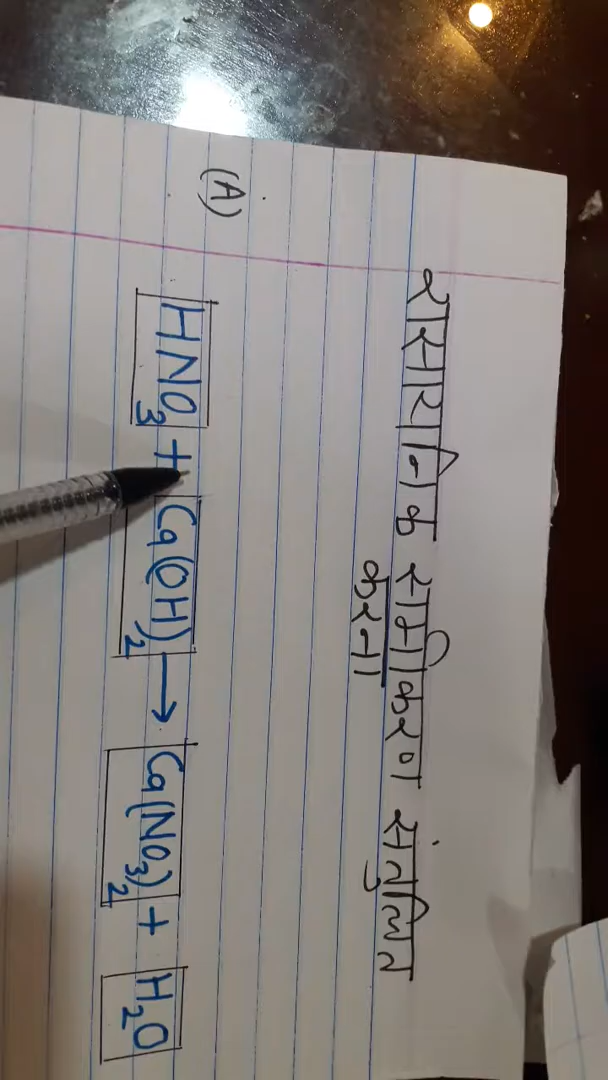 रासायनिक समीकरण संतुलित
करना
(A) HNO₃ + Ca(OH)₂ → Ca(NO₃)₂ + H₂O